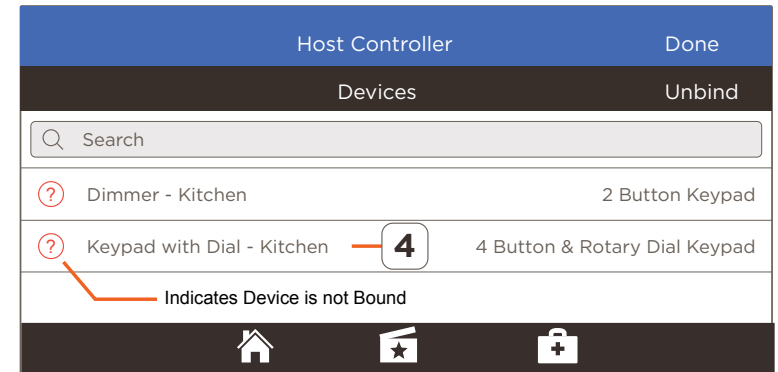 Host Controller Done
Devices Unbind
Search
? Dimmer - Kitchen 2 Button Keypad
? Keypad with Dial - Kitchen 4 4 Button & Rotary Dial Keypad
Indicates Device is not Bound